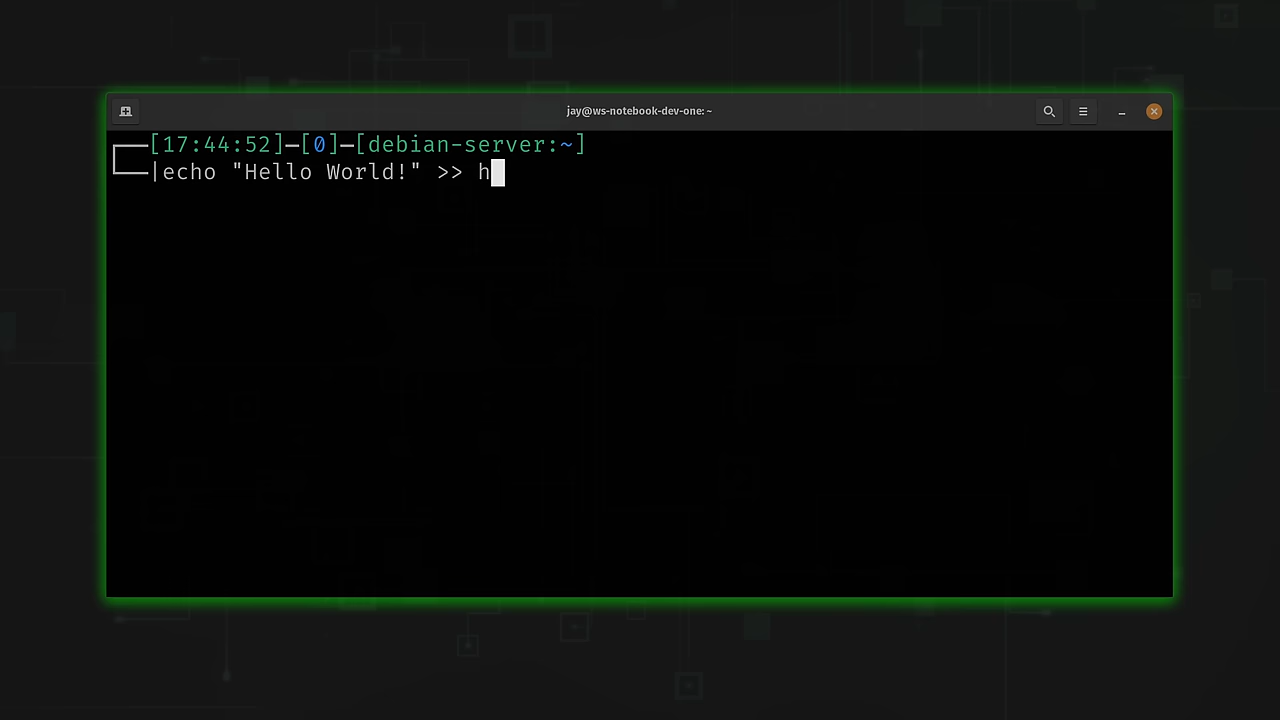 jay@ws-notebook-dev-one: ~
[17:44:52]—[0]—[debian-server:~]
|echo "Hello World!" >> h